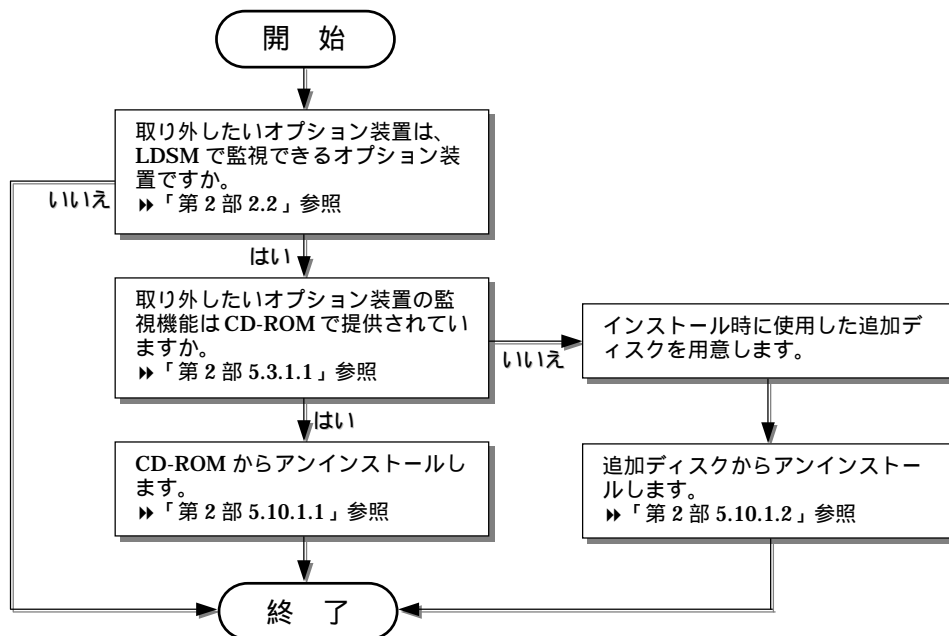 開 始
取り外したいオプション装置は、
LDSM で監視できるオプション装
置ですか。
「第 2 部 2.2」参照
いいえ
はい
取り外したいオプション装置の監
視機能は CD-ROM で提供されてい
ますか。
「第 2 部 5.3.1.1」参照
いいえ
インストール時に使用した追加デ
ィスクを用意します。
はい
CD-ROM からアンインストールし
ます。
「第 2 部 5.10.1.1」参照
追加ディスクからアンインストー
ルします。
「第 2 部 5.10.1.2」参照
終 了